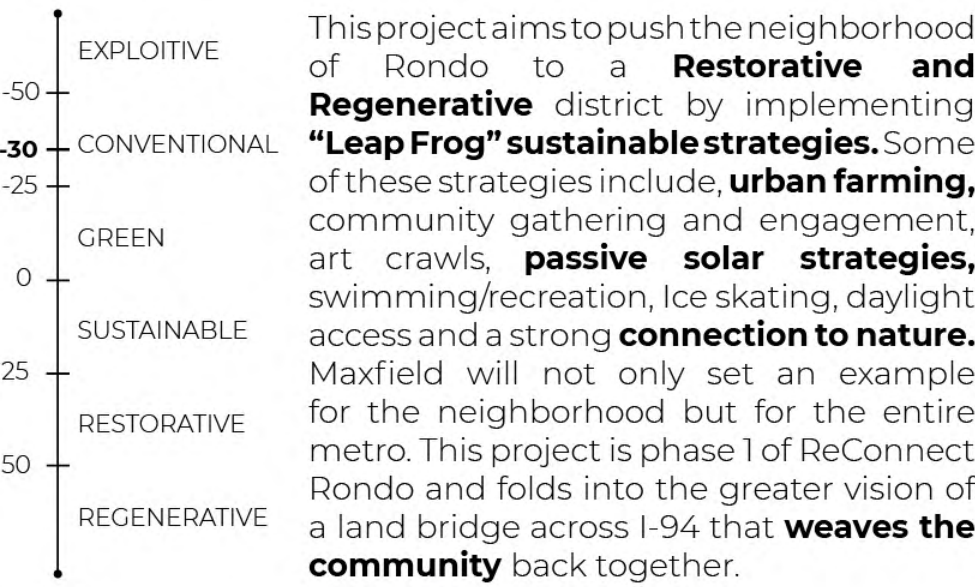 EXPLOITIVE
-50
-30 CONVENTIONAL
-25
GREEN
0
SUSTAINABLE
25
RESTORATIVE
50
REGENERATIVE
This project aims to push the neighborhood
of Rondo to a Restorative and
Regenerative district by implementing
“Leap Frog” sustainable strategies. Some
of these strategies include, urban farming,
community gathering and engagement,
art crawls, passive solar strategies,
swimming/recreation, Ice skating, daylight
access and a strong connection to nature.
Maxfield will not only set an example
for the neighborhood but for the entire
metro. This project is phase 1 of ReConnect
Rondo and folds into the greater vision of
a land bridge across I-94 that weaves the
community back together.